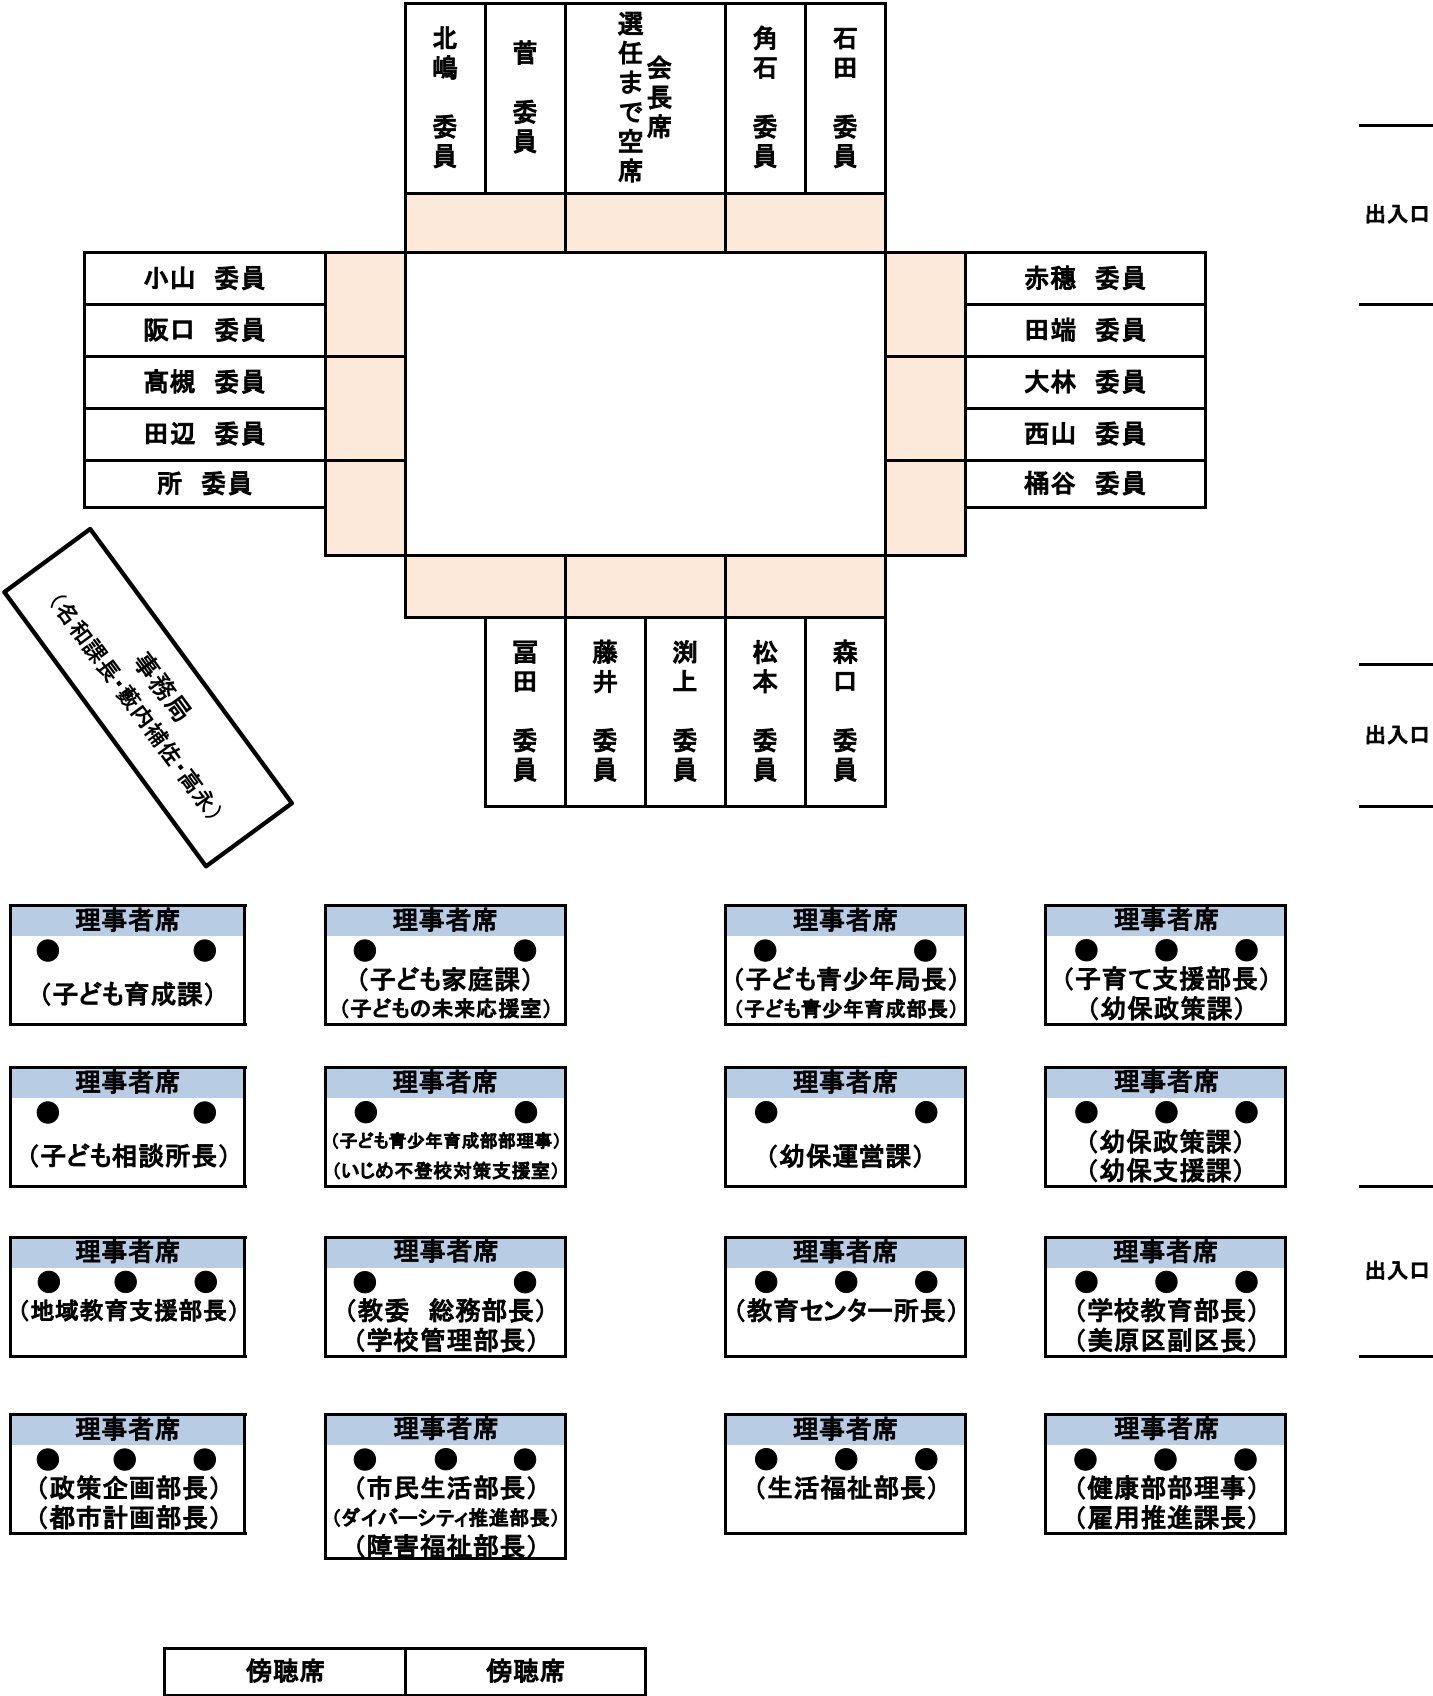 北嶋　委員
菅　委員
会長席
選任まで空席
角石　委員
石田　委員
出入口
小山　委員
阪口　委員
髙槻　委員
田辺　委員
所　委員
赤穗　委員
田端　委員
大林　委員
西山　委員
桶谷　委員
事務局
（名和課長・藪内補佐・高永）
冨田　委員
藤井　委員
渕上　委員
松本　委員
森口　委員
出入口
理事者席
●　●
（子ども育成課）
理事者席
●　●
（子ども家庭課）
（子どもの未来応援室）
理事者席
●　●
（子ども青少年局長）
（子ども青少年育成部長）
理事者席
●　●　●
（子育て支援部長）
（幼保政策課）
理事者席
●　●
（子ども相談所長）
理事者席
●　●
（子ども青少年育成部部理事）
（いじめ不登校対策支援室）
理事者席
●　●
（幼保運営課）
理事者席
●　●　●
（幼保政策課）
（幼保支援課）
理事者席
●　●　●
（地域教育支援部長）
理事者席
●　●
（教委　総務部長）
（学校管理部長）
理事者席
●　●　●
（教育センター所長）
理事者席
●　●　●
（学校教育部長）
（美原区副区長）
出入口
理事者席
●　●　●
（政策企画部長）
（都市計画部長）
理事者席
●　●　●
（市民生活部長）
（ダイバーシティ推進部長）
（障害福祉部長）
理事者席
●　●　●
（生活福祉部長）
理事者席
●　●　●
（健康部部理事）
（雇用推進課長）
傍聴席
傍聴席